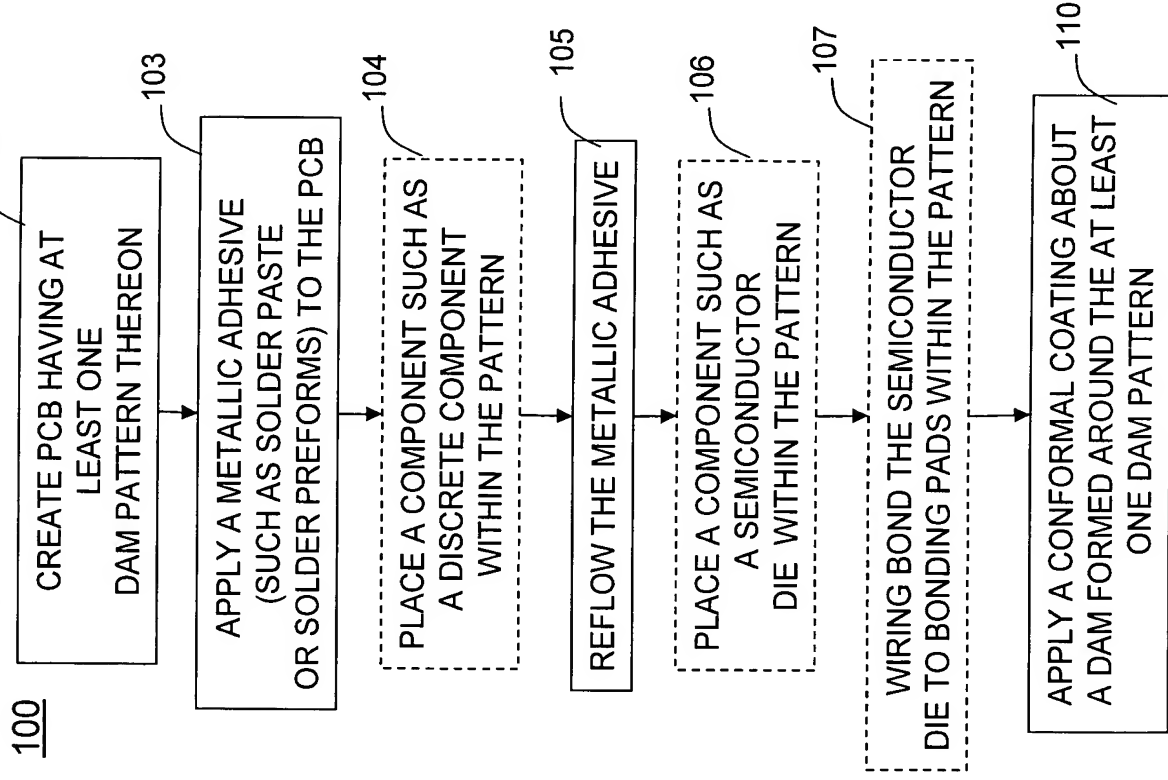 100
CREATE PCB HAVING AT
LEAST ONE
DAM PATTERN THEREON
103
APPLY A METALLIC ADHESIVE
(SUCH AS SOLDER PASTE
OR SOLDER PREFORMS) TO THE PCB
104
PLACE A COMPONENT SUCH AS
A DISCRETE COMPONENT
WITHIN THE PATTERN
105
REFLOW THE METALLIC ADHESIVE
106
PLACE A COMPONENT SUCH AS
A SEMICONDUCTOR
DIE WITHIN THE PATTERN
107
WIRING BOND THE SEMICONDUCTOR
DIE TO BONDING PADS WITHIN THE PATTERN
110
APPLY A CONFORMAL COATING ABOUT
A DAM FORMED AROUND THE AT LEAST
ONE DAM PATTERN